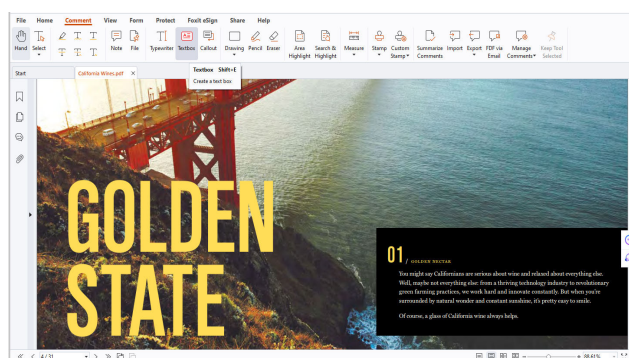 File Home Comment View Form Protect Foxit eSign Share Help
Hand Select Note File Typewriter Textbox Callout Drawing Pencil Eraser Area Highlight Search & Highlight Measure Stamp Custom Stamp Summarize Comments Import Export FDF via Email Manage Comments Keep Tool Selected
Textbox Shift+E
Create a text box
Start California Wines.pdf
GOLDEN
STATE
01 / GOLDEN NECTAR
You might say Californians are serious about wine and relaxed about everything else.
Well, maybe not everything else: from a thriving technology industry to revolutionary
green farming practices, we work hard and innovate constantly. But when you're
surrounded by natural wonder and constant sunshine, it's pretty easy to smile.
Of course, a glass of California wine always helps.
4 / 31
88.61%